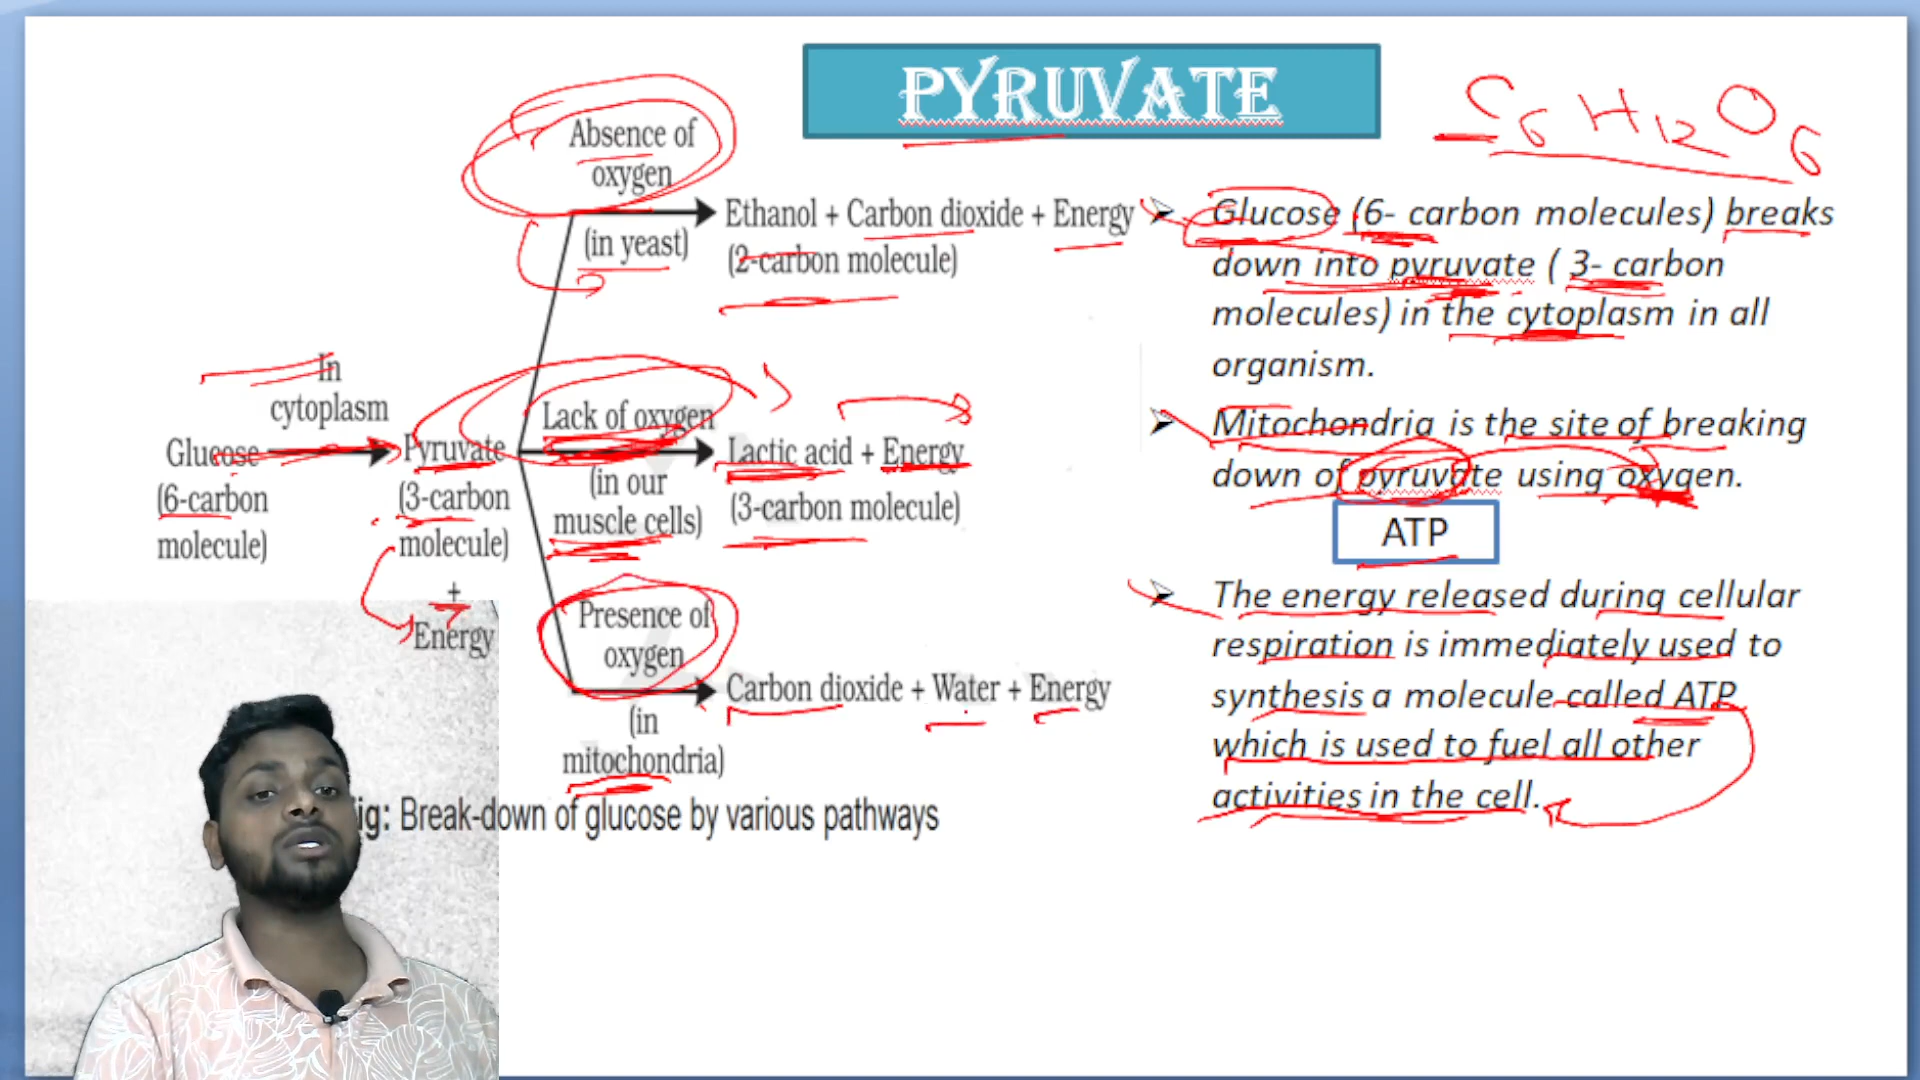 PYRUVATE
C6H12O6
Absence of
oxygen
(in yeast)
Ethanol + Carbon dioxide + Energy
(2-carbon molecule)
In
cytoplasm
Glucose
(6-carbon
molecule)
Pyruvate
(3-carbon
molecule)
+
Energy
Lack of oxygen
(in our
muscle cells)
Lactic acid + Energy
(3-carbon molecule)
Presence of
oxygen
(in
mitochondria)
Carbon dioxide + Water + Energy
ig: Break-down of glucose by various pathways
Glucose (6- carbon molecules) breaks
down into pyruvate ( 3- carbon
molecules) in the cytoplasm in all
organism.
Mitochondria is the site of breaking
down of pyruvate using oxygen.
ATP
The energy released during cellular
respiration is immediately used to
synthesis a molecule called ATP
which is used to fuel all other
activities in the cell.